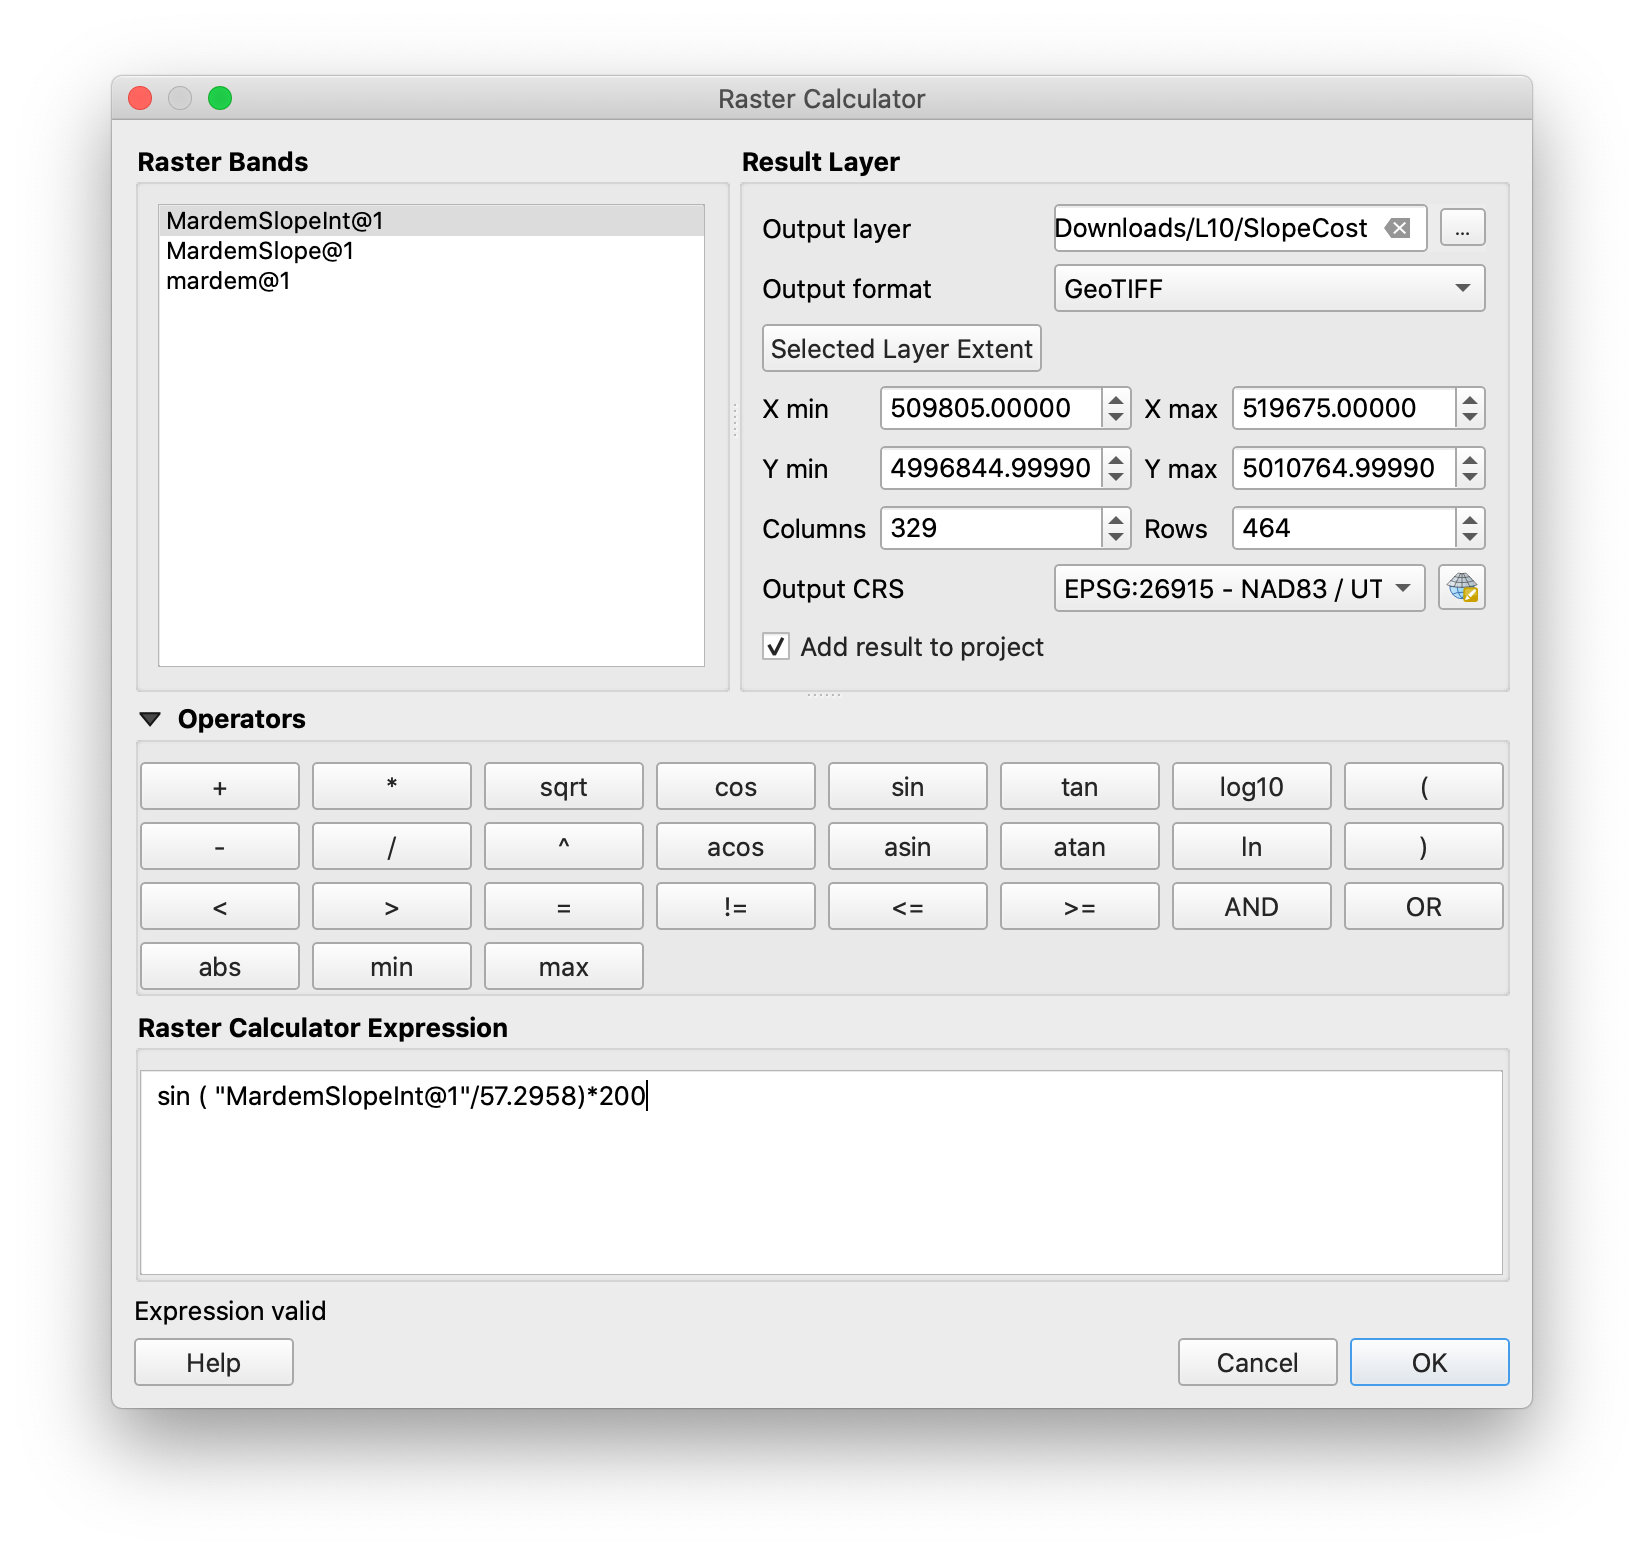 Raster Calculator
Raster Bands
MardemSlopeInt@1
MardemSlope@1
mardem@1
Result Layer
Output layer Downloads/L10/SlopeCost ...
Output format GeoTIFF
Selected Layer Extent
X min 509805.00000 X max 519675.00000
Y min 4996844.99990 Y max 5010764.99990
Columns 329 Rows 464
Output CRS EPSG:26915 - NAD83 / UT
Add result to project
Operators
+ * sqrt cos sin tan log10 (
- / ^ acos asin atan ln )
< > = != <= >= AND OR
abs min max
Raster Calculator Expression
sin ( "MardemSlopeInt@1"/57.2958)*200
Expression valid
Help Cancel OK